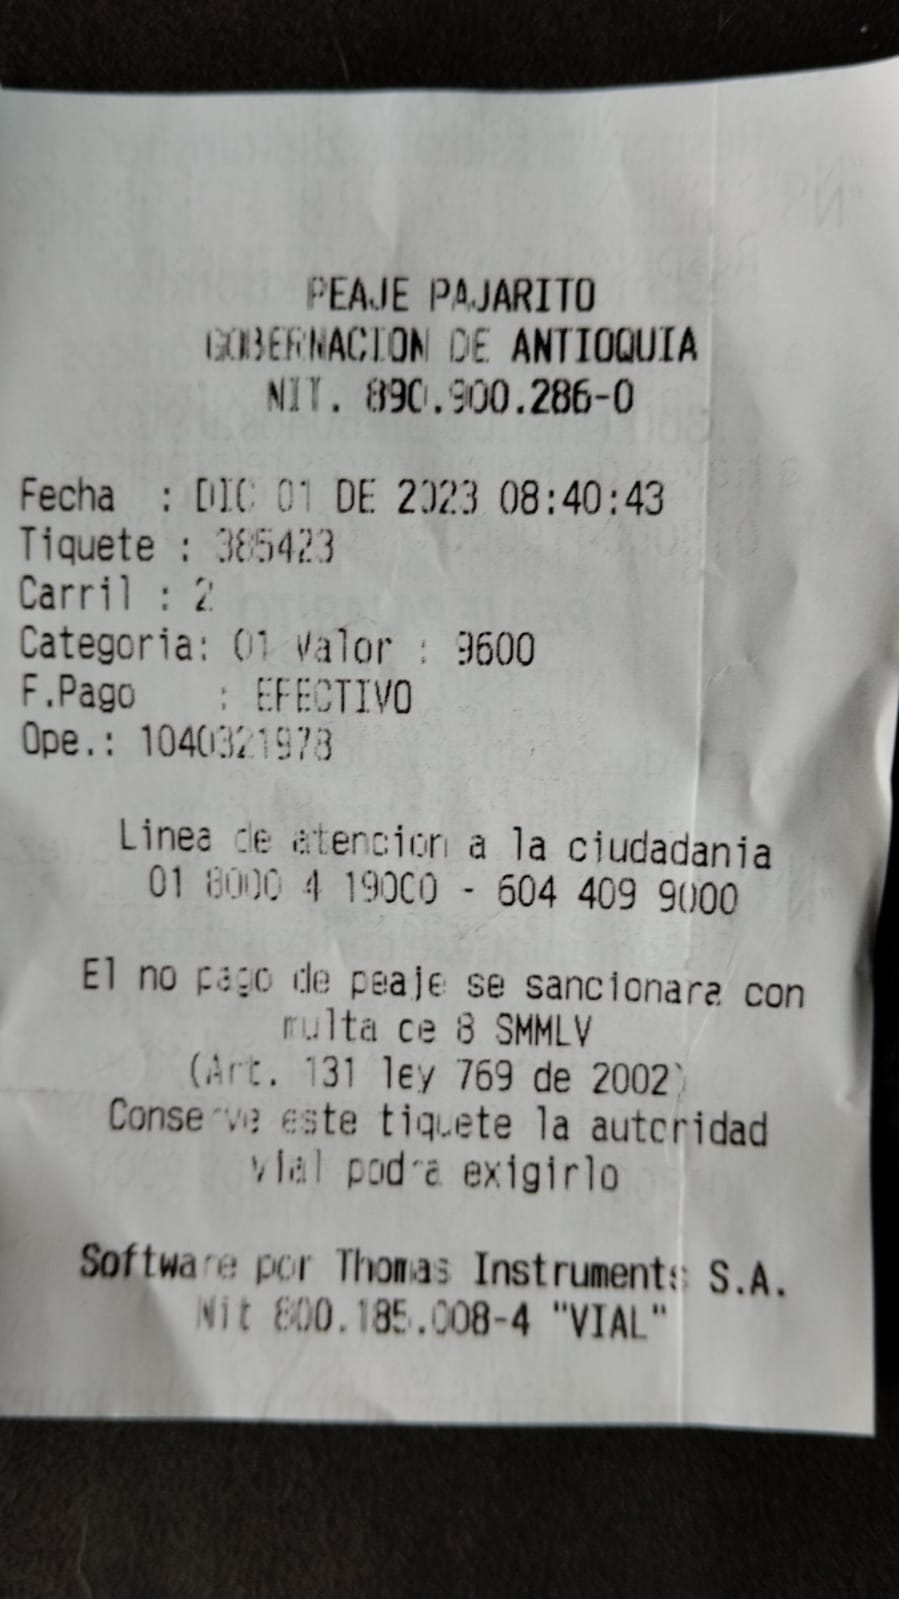 PEAJE PAJARITO
GOBERNACION DE ANTIOQUIA
NIT. 890.900.286-0
Fecha : DIC 01 DE 2023 08:40:43
Tiquete : 385423
Carril : 2
Categoria: 01 Valor : 9600
F.Pago : EFECTIVO
Ope.: 1040321978
Linea de atencion a la ciudadania
01 8000 4 19000 - 604 409 9000
El no pago de peaje se sancionara con
multa de 8 SMMLV
(Art. 131 ley 769 de 2002)
Conserve este tiquete la autoridad
vial podra exigirlo
Software por Thomas Instruments S.A.
Nit 800.185.008-4 "VIAL"